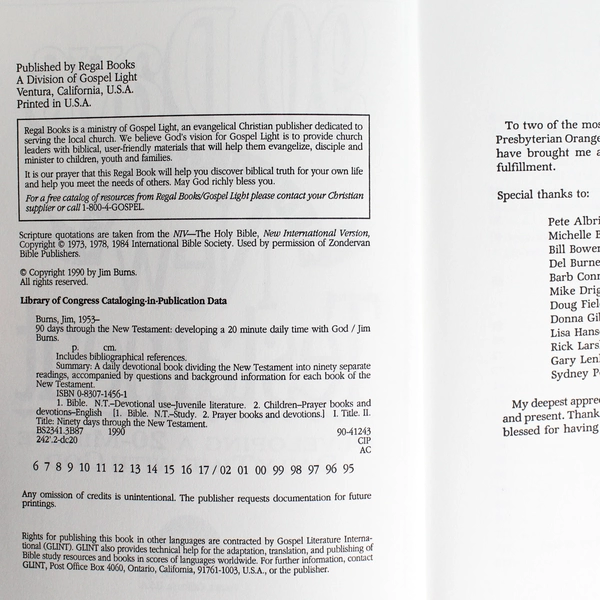 Published by Regal Books
A Division of Gospel Light
Ventura, California, U.S.A.
Printed in U.S.A.
Regal Books is a ministry of Gospel Light, an evangelical Christian publisher dedicated to
serving the local church. We believe God's vision for Gospel Light is to provide church
leaders with biblical, user-friendly materials that will help them evangelize, disciple and
minister to children, youth and families.
It is our prayer that this Regal Book will help you discover biblical truth for your own life
and help you meet the needs of others. May God richly bless you.
For a free catalog of resources from Regal Books/Gospel Light please contact your Christian
supplier or call 1-800-4-GOSPEL.
Scripture quotations are taken from the NIV—The Holy Bible, New International Version,
Copyright © 1973, 1978, 1984 International Bible Society. Used by permission of Zondervan
Bible Publishers.
© Copyright 1990 by Jim Burns.
All rights reserved.
Library of Congress Cataloging-in-Publication Data
Burns, Jim, 1953–
90 days through the New Testament: developing a 20 minute daily time with God / Jim
Burns.
p. cm.
Includes bibliographical references.
Summary: A daily devotional book dividing the New Testament into ninety separate
readings, accompanied by questions and background information for each book of the
New Testament.
ISBN 0-8307-1456-1
1. Bible. N.T.—Devotional use—Juvenile literature. 2. Children—Prayer books and
devotions—English [1. Bible. N.T.—Study. 2. Prayer books and devotions.] I. Title. II.
Title: Ninety days through the New Testament.
BS2341.3B87 1990 90-41243
242'.2-dc20 CIP
AC
6 7 8 9 10 11 12 13 14 15 16 17 / 02 01 00 99 98 97 96 95
Any omission of credits is unintentional. The publisher requests documentation for future
printings.
Rights for publishing this book in other languages are contracted by Gospel Literature Interna-
tional (GLINT). GLINT also provides technical help for the adaptation, translation, and publishing of
Bible study resources and books in scores of languages worldwide. For further information, contact
GLINT, Post Office Box 4060, Ontario, California, 91761-1003, U.S.A., or the publisher.
To two of the mos
Presbyterian Orange
have brought me a
fulfillment.
Special thanks to:
Pete Albri
Michelle B
Bill Bower
Del Burne
Barb Conn
Mike Drig
Doug Fiel
Donna Gil
Lisa Hans
Rick Lars
Gary Len
Sydney P
My deepest apprec
and present. Thank
blessed for having